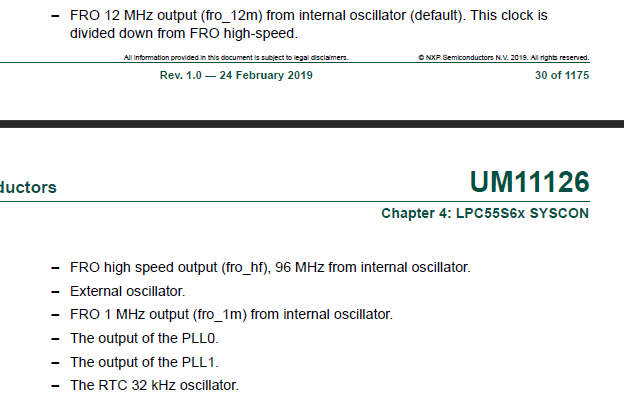 – FRO 12 MHz output (fro_12m) from internal oscillator (default). This clock is
divided down from FRO high-speed.
All information provided in this document is subject to legal disclaimers. © NXP Semiconductors N.V. 2019. All rights reserved.
Rev. 1.0 — 24 February 2019 30 of 1175
ductors UM11126
Chapter 4: LPC55S6x SYSCON
– FRO high speed output (fro_hf), 96 MHz from internal oscillator.
– External oscillator.
– FRO 1 MHz output (fro_1m) from internal oscillator.
– The output of the PLL0.
– The output of the PLL1.
– The RTC 32 kHz oscillator.